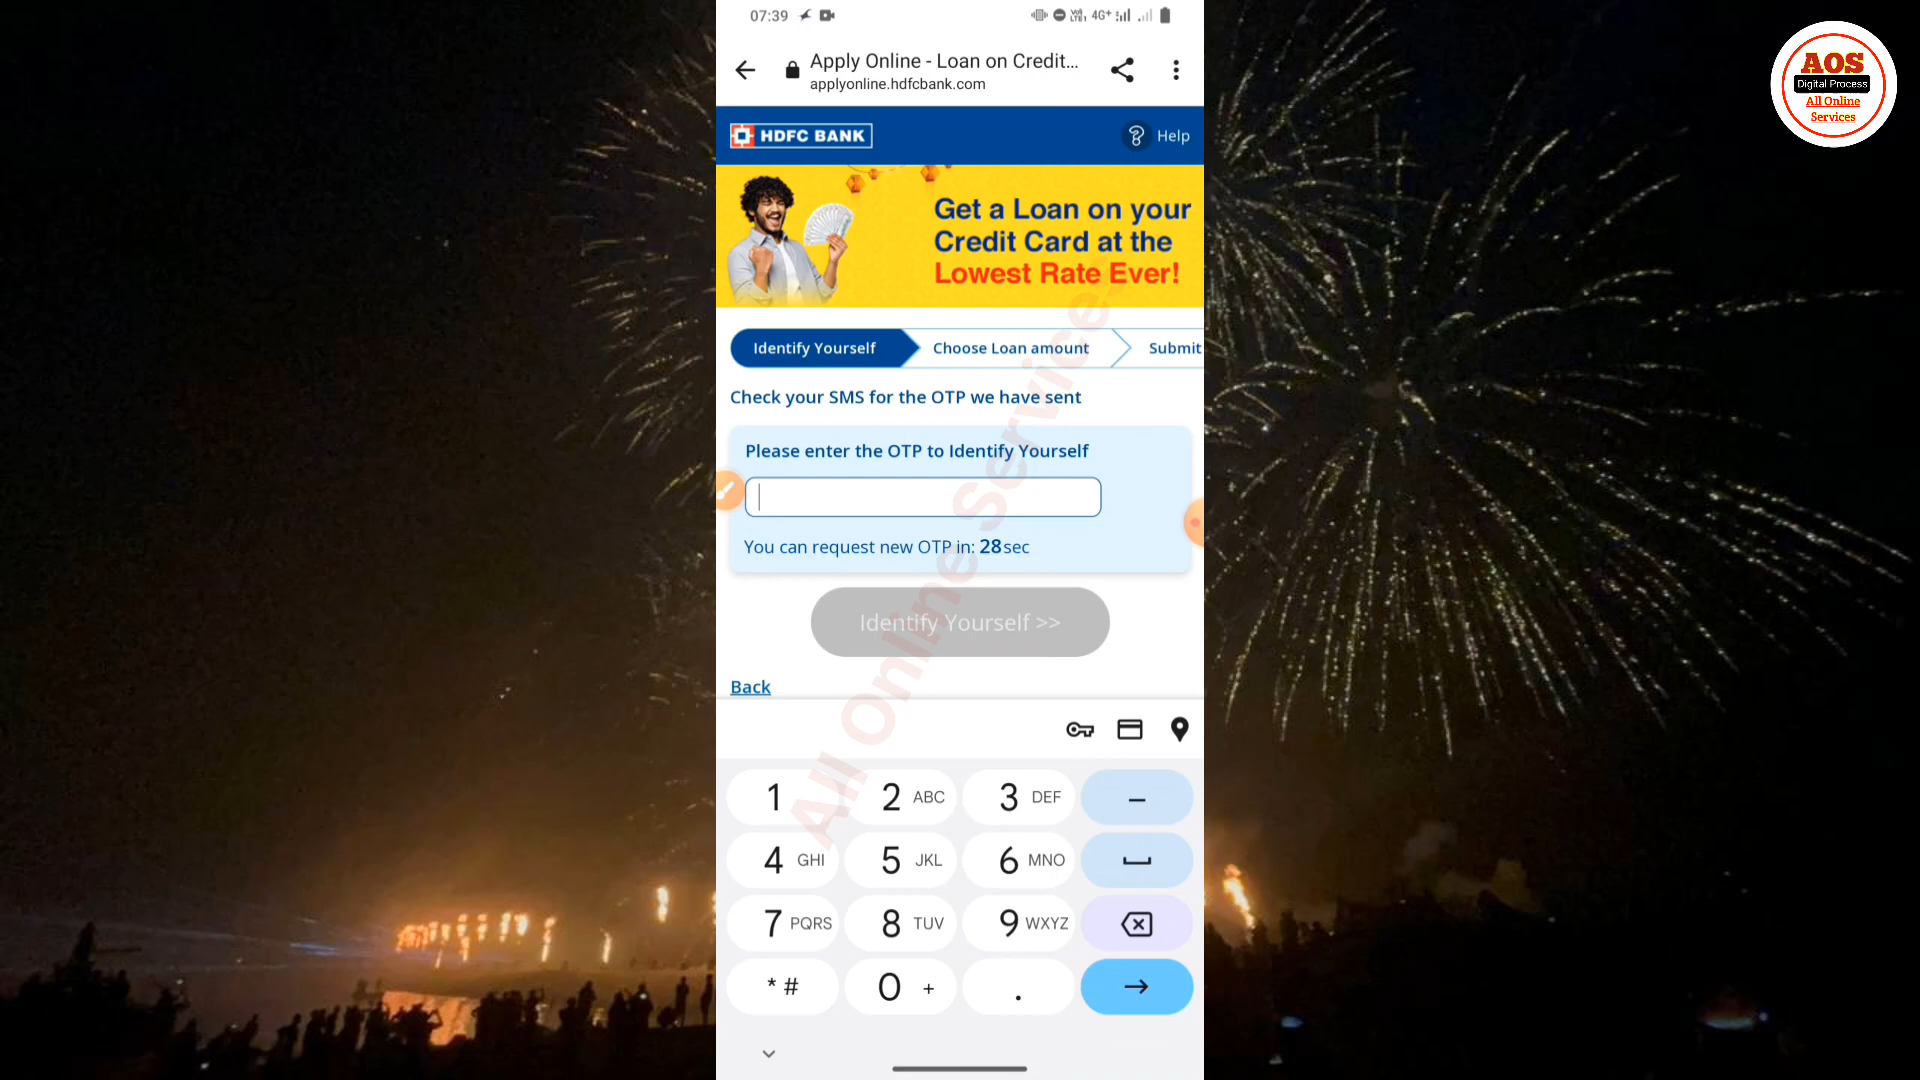 07:39
4G+
Apply Online - Loan on Credit...
applyonline.hdfcbank.com
HDFC BANK
Help
Get a Loan on your
Credit Card at the
Lowest Rate Ever!
Identify Yourself
Choose Loan amount
Submit
Check your SMS for the OTP we have sent
Please enter the OTP to Identify Yourself
You can request new OTP in: 28sec
Identify Yourself >>
Back
1
2 ABC
3 DEF
–
4 GHI
5 JKL
6 MNO
7 PQRS
8 TUV
9 WXYZ
* #
0 +
.
All Online Services
AOS
Digital Process
All Online
Services